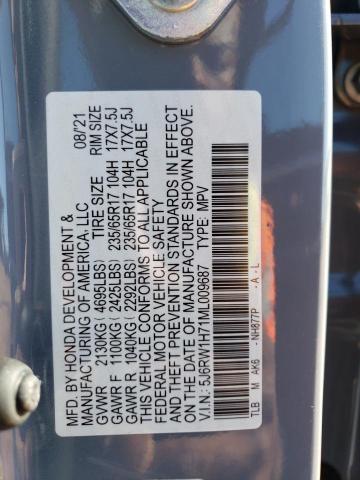 MFD. BY HONDA DEVELOPMENT &
MANUFACTURING OF AMERICA, LLC 08/'21
TIRE SIZE RIM SIZE
GVWR 2130KG( 4695LBS)
GAWR F 1100KG( 2425LBS) 235/65R17 104H 17X7.5J
GAWR R 1040KG( 2292LBS) 235/65R17 104H 17X7.5J
THIS VEHICLE CONFORMS TO ALL APPLICABLE
FEDERAL MOTOR VEHICLE SAFETY, BUMPER,
AND THEFT PREVENTION STANDARDS IN EFFECT
ON THE DATE OF MANUFACTURE SHOWN ABOVE.
V.I.N.: 5J6RW1H71ML009687 TYPE: MPV
TLB M AK6 -NH877P -A -L